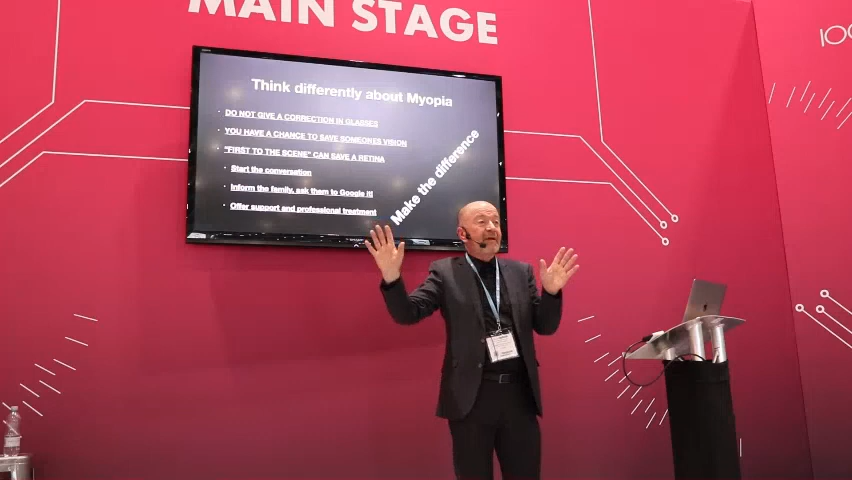 MAIN STAGE
100
Think differently about Myopia
DO NOT GIVE A CORRECTION IN GLASSES
YOU HAVE A CHANCE TO SAVE SOMEONES VISION
"FIRST TO THE SCENE" CAN SAVE A RETINA
Start the conversation
Inform the family, ask them to Google it!
Offer support and professional treatment
Make the difference